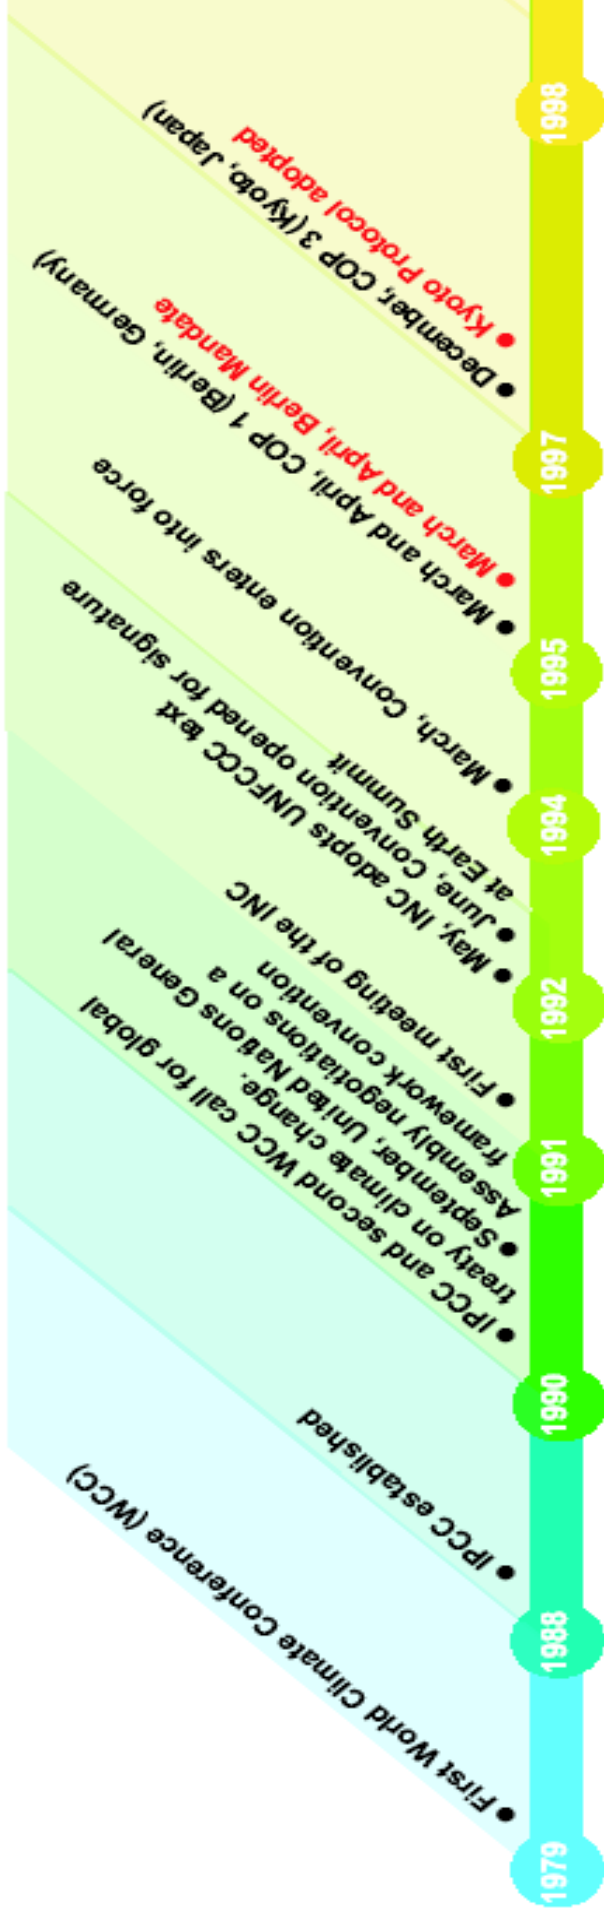 1979
• First World Climate Conference (WCC)
1988
• IPCC established
1990
• IPCC and second WCC call for global
treaty on climate change.
• September, United Nations General
Assembly negotiations on a
framework convention
1991
• First meeting of the INC
1992
• May, INC adopts UNFCCC text
• June, Convention opened for signature
at Earth Summit
1994
• March, Convention enters into force
1995
• March and April, COP 1 (Berlin, Germany)
• March and April, Berlin Mandate
1997
• December, COP 3 (Kyoto, Japan)
• Kyoto Protocol adopted
1998